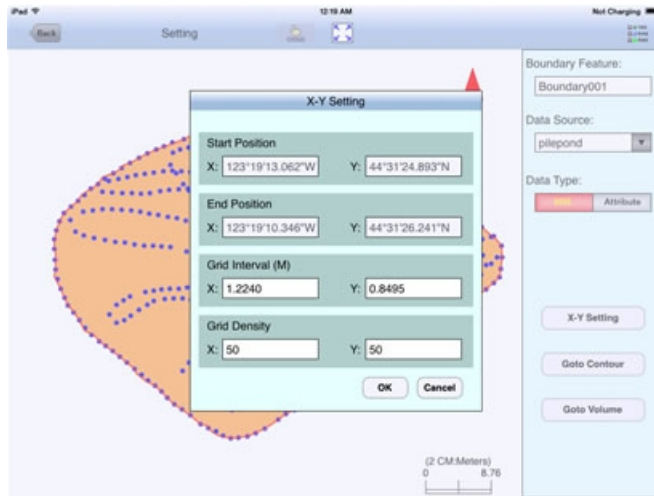 iPad 12:19 AM Not Charging
Back Setting
Boundary Feature:
Boundary001
Data Source:
pilepond
Data Type:
Attribute
X-Y Setting
Goto Contour
Goto Volume
X-Y Setting
Start Position
X: 123°19'13.062"W Y: 44°31'24.893"N
End Position
X: 123°19'10.346"W Y: 44°31'26.241"N
Grid Interval (M)
X: 1.2240 Y: 0.8495
Grid Density
X: 50 Y: 50
OK Cancel
(2 CM:Meters)
0 8.76